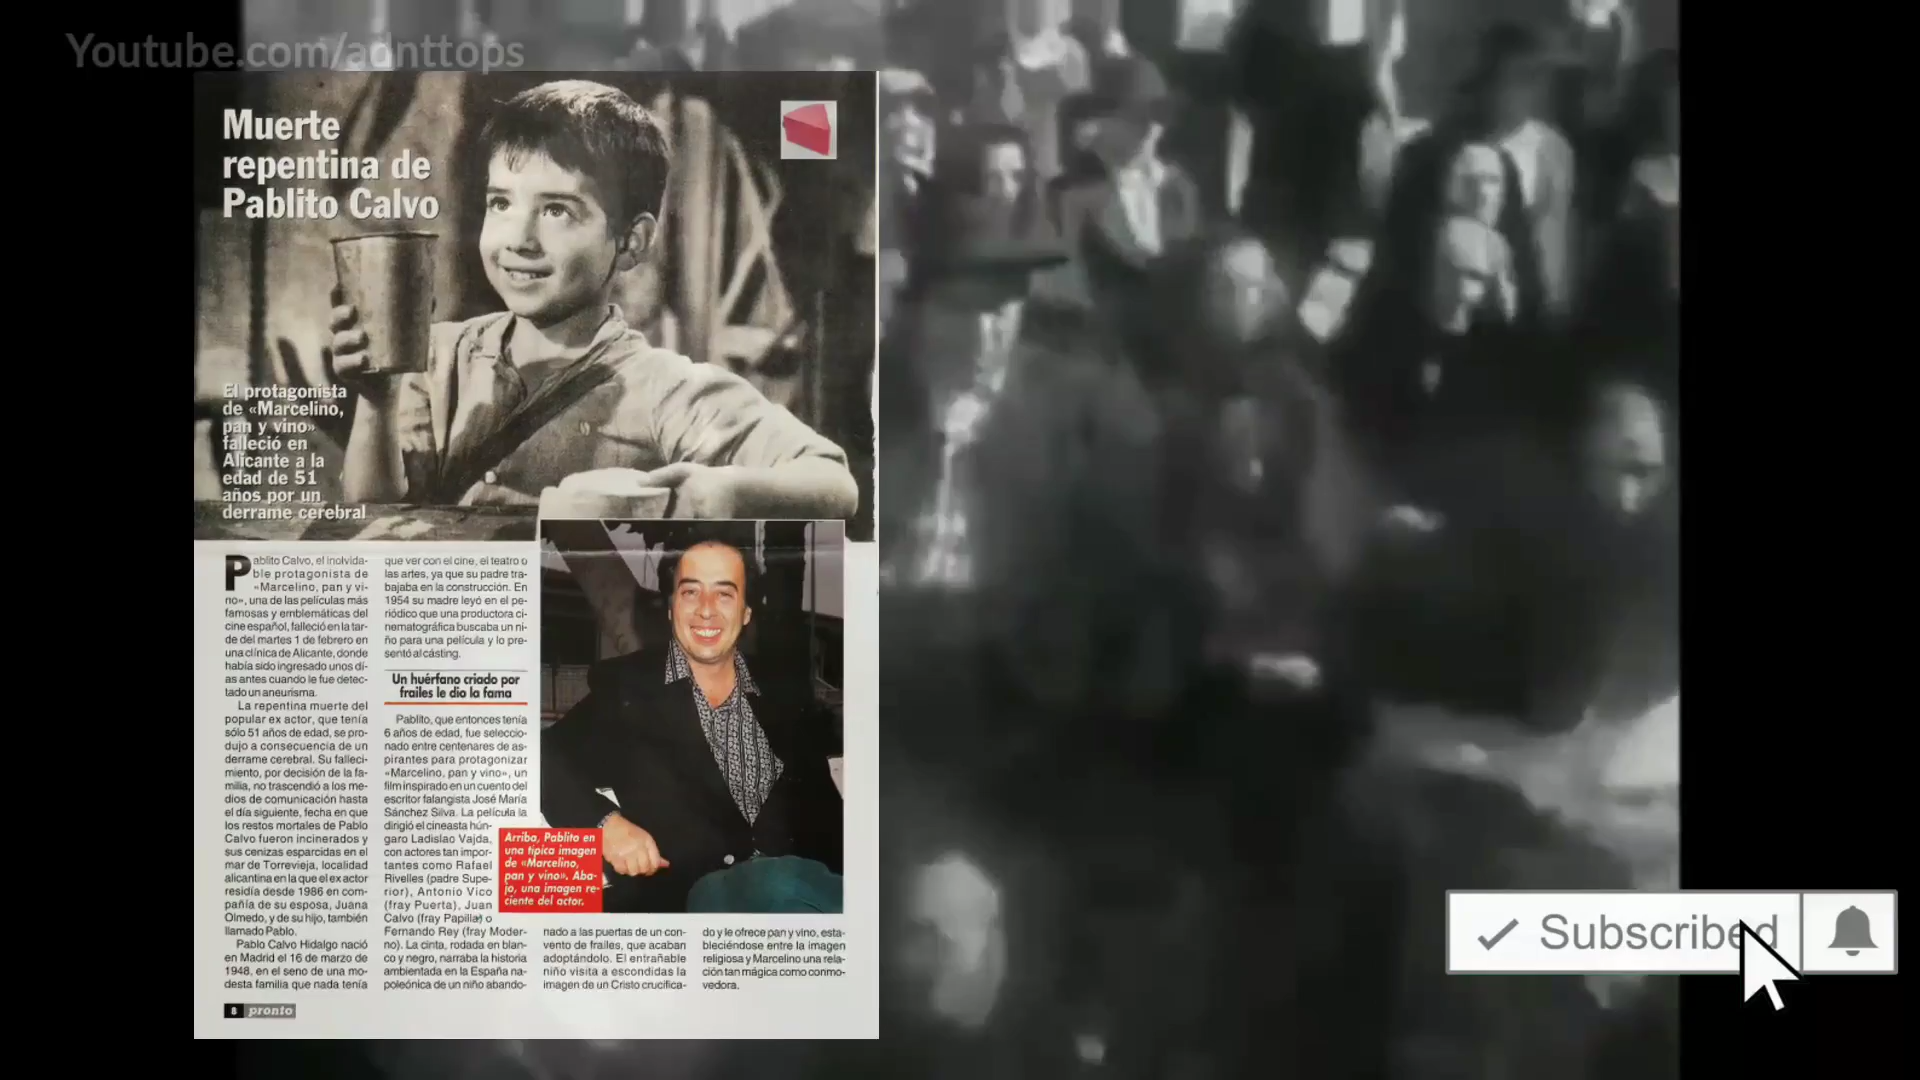 Youtube.com/adnttops
Muerte
repentina de
Pablito Calvo
El protagonista
de «Marcelino,
pan y vino»
falleció en
Alicante a la
edad de 51
años por un
derrame cerebral
Pablito Calvo, el inolvida-
ble protagonista de
«Marcelino, pan y vi-
no», una de las películas más
famosas y emblemáticas del
cine español, falleció en la tar-
de del martes 1 de febrero en
una clínica de Alicante, donde
había sido ingresado unos dí-
as antes cuando le fue detec-
tado un aneurisma.
La repentina muerte del
popular ex actor, que tenía
sólo 51 años de edad, se pro-
dujo a consecuencia de un
derrame cerebral. Su falleci-
miento, por decisión de la fa-
milia, no trascendió a los me-
dios de comunicación hasta
el día siguiente, fecha en que
los restos mortales de Pablo
Calvo fueron incinerados y
sus cenizas esparcidas en el
mar de Torrevieja, localidad
alicantina en la que el ex actor
residía desde 1986 en com-
pañía de su esposa, Juana
Olmedo, y de su hijo, también
llamado Pablo.
Pablo Calvo Hidalgo nació
en Madrid el 16 de marzo de
1948, en el seno de una mo-
desta familia que nada tenía
que ver con el cine, el teatro o
las artes, ya que su padre tra-
bajaba en la construcción. En
1954 su madre leyó en el pe-
riódico que una productora ci-
nematográfica buscaba un ni-
ño para una película y lo pre-
sentó al cásting.
Un huérfano criado por
frailes le dio la fama
Pablito, que entonces tenía
6 años de edad, fue seleccio-
nado entre centenares de as-
pirantes para protagonizar
«Marcelino, pan y vino», un
film inspirado en un cuento del
escritor falangista José María
Sánchez Silva. La película la
dirigió el cineasta hún-
garo Ladislao Vajda,
con actores tan impor-
tantes como Rafael
Rivelles (padre Supe-
rior), Antonio Vico
(fray Puerta), Juan
Calvo (fray Papilla) o
Fernando Rey (fray Moder-
no). La cinta, rodada en blan-
co y negro, narraba la historia
ambientada en la España na-
poleónica de un niño abando-
nado a las puertas de un con-
vento de frailes, que acaban
adoptándolo. El entrañable
niño visita a escondidas la
imagen de un Cristo crucifica-
do y le ofrece pan y vino, esta-
bleciéndose entre la imagen
religiosa y Marcelino una rela-
ción tan mágica como conmo-
vedora.
Arriba, Pablito en
una típica imagen
de «Marcelino,
pan y vino». Aba-
jo, una imagen re-
ciente del actor.
8 pronto
Subscribed